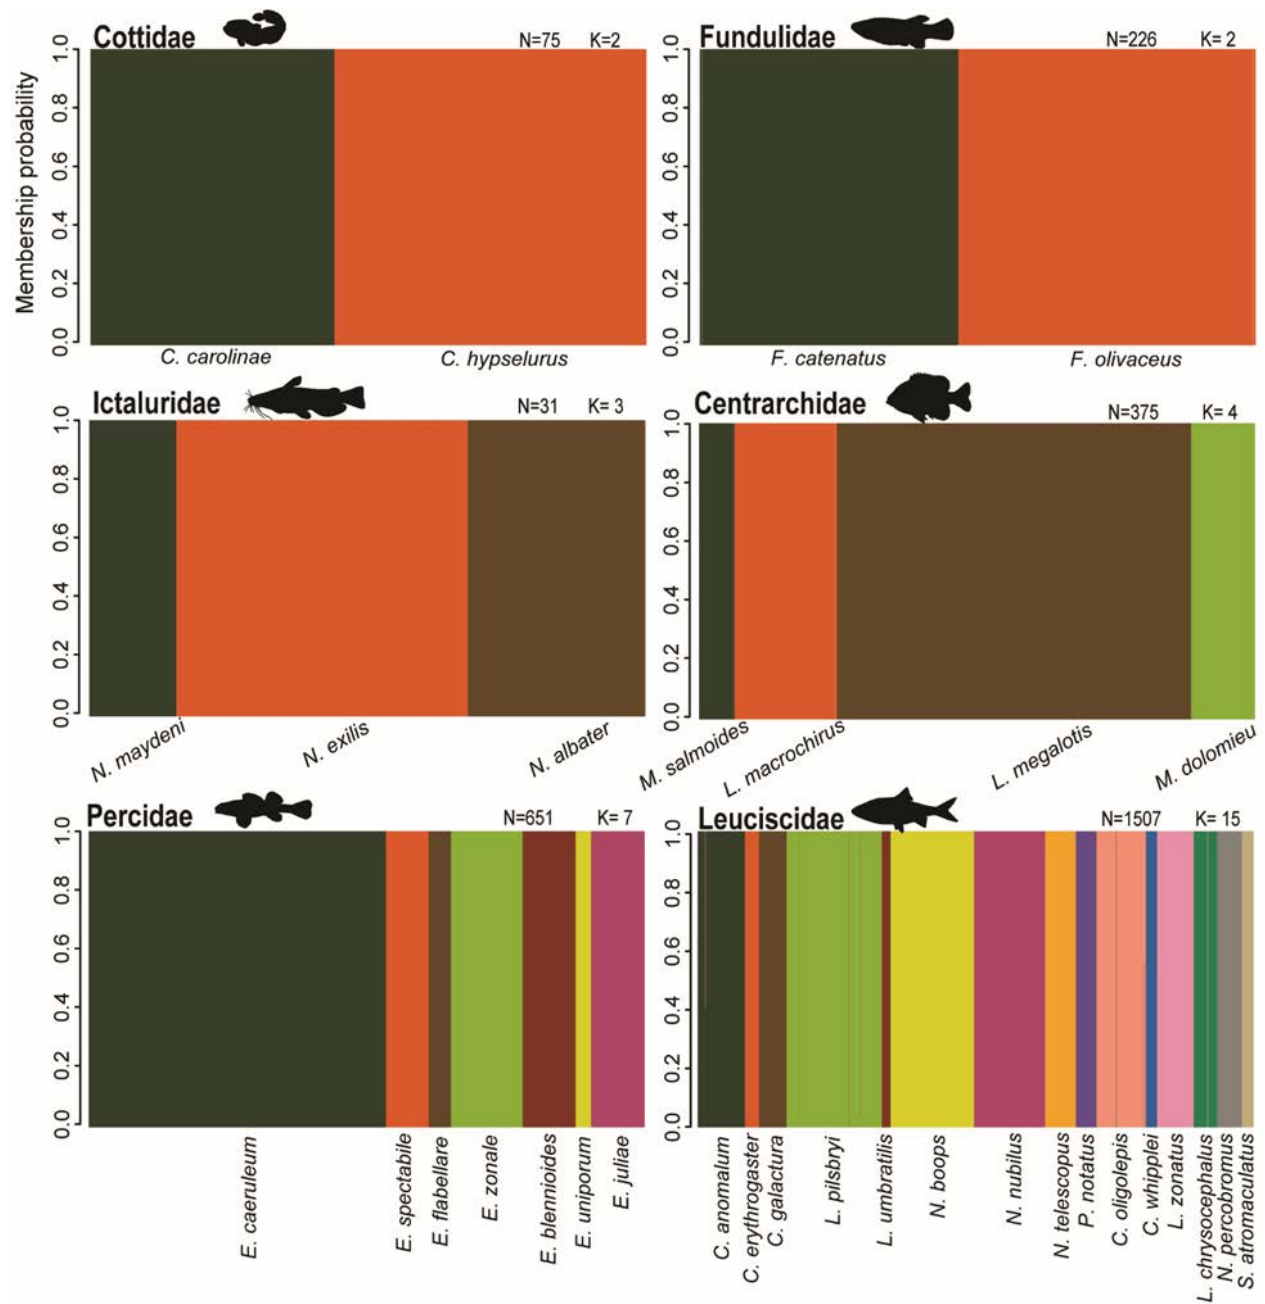 Cottidae N=75 K=2
Membership probability
1.0
0.8
0.6
0.4
0.2
0.0
C. carolinae C. hypselurus
Fundulidae N=226 K= 2
1.0
0.8
0.6
0.4
0.2
0.0
F. catenatus F. olivaceus
Ictaluridae N=31 K= 3
1.0
0.8
0.6
0.4
0.2
0.0
N. maydeni
N. exilis
N. albater
Centrarchidae N=375 K= 4
1.0
0.8
0.6
0.4
0.2
0.0
M. salmoides
L. macrochirus
L. megalotis
M. dolomieu
Percidae N=651 K= 7
1.0
0.8
0.6
0.4
0.2
0.0
E. caeruleum
E. spectabile
E. flabellare
E. zonale
E. blennioides
E. uniporum
E. juliae
Leuciscidae N=1507 K= 15
1.0
0.8
0.6
0.4
0.2
0.0
C. anomalum
C. erythrogaster
C. galactura
L. pilsbryi
L. umbratilis
N. boops
N. nubilus
N. telescopus
P. notatus
C. oligolepis
C. whipplei
L. zonatus
L. chrysocephalus
N. percobromus
S. atromaculatus